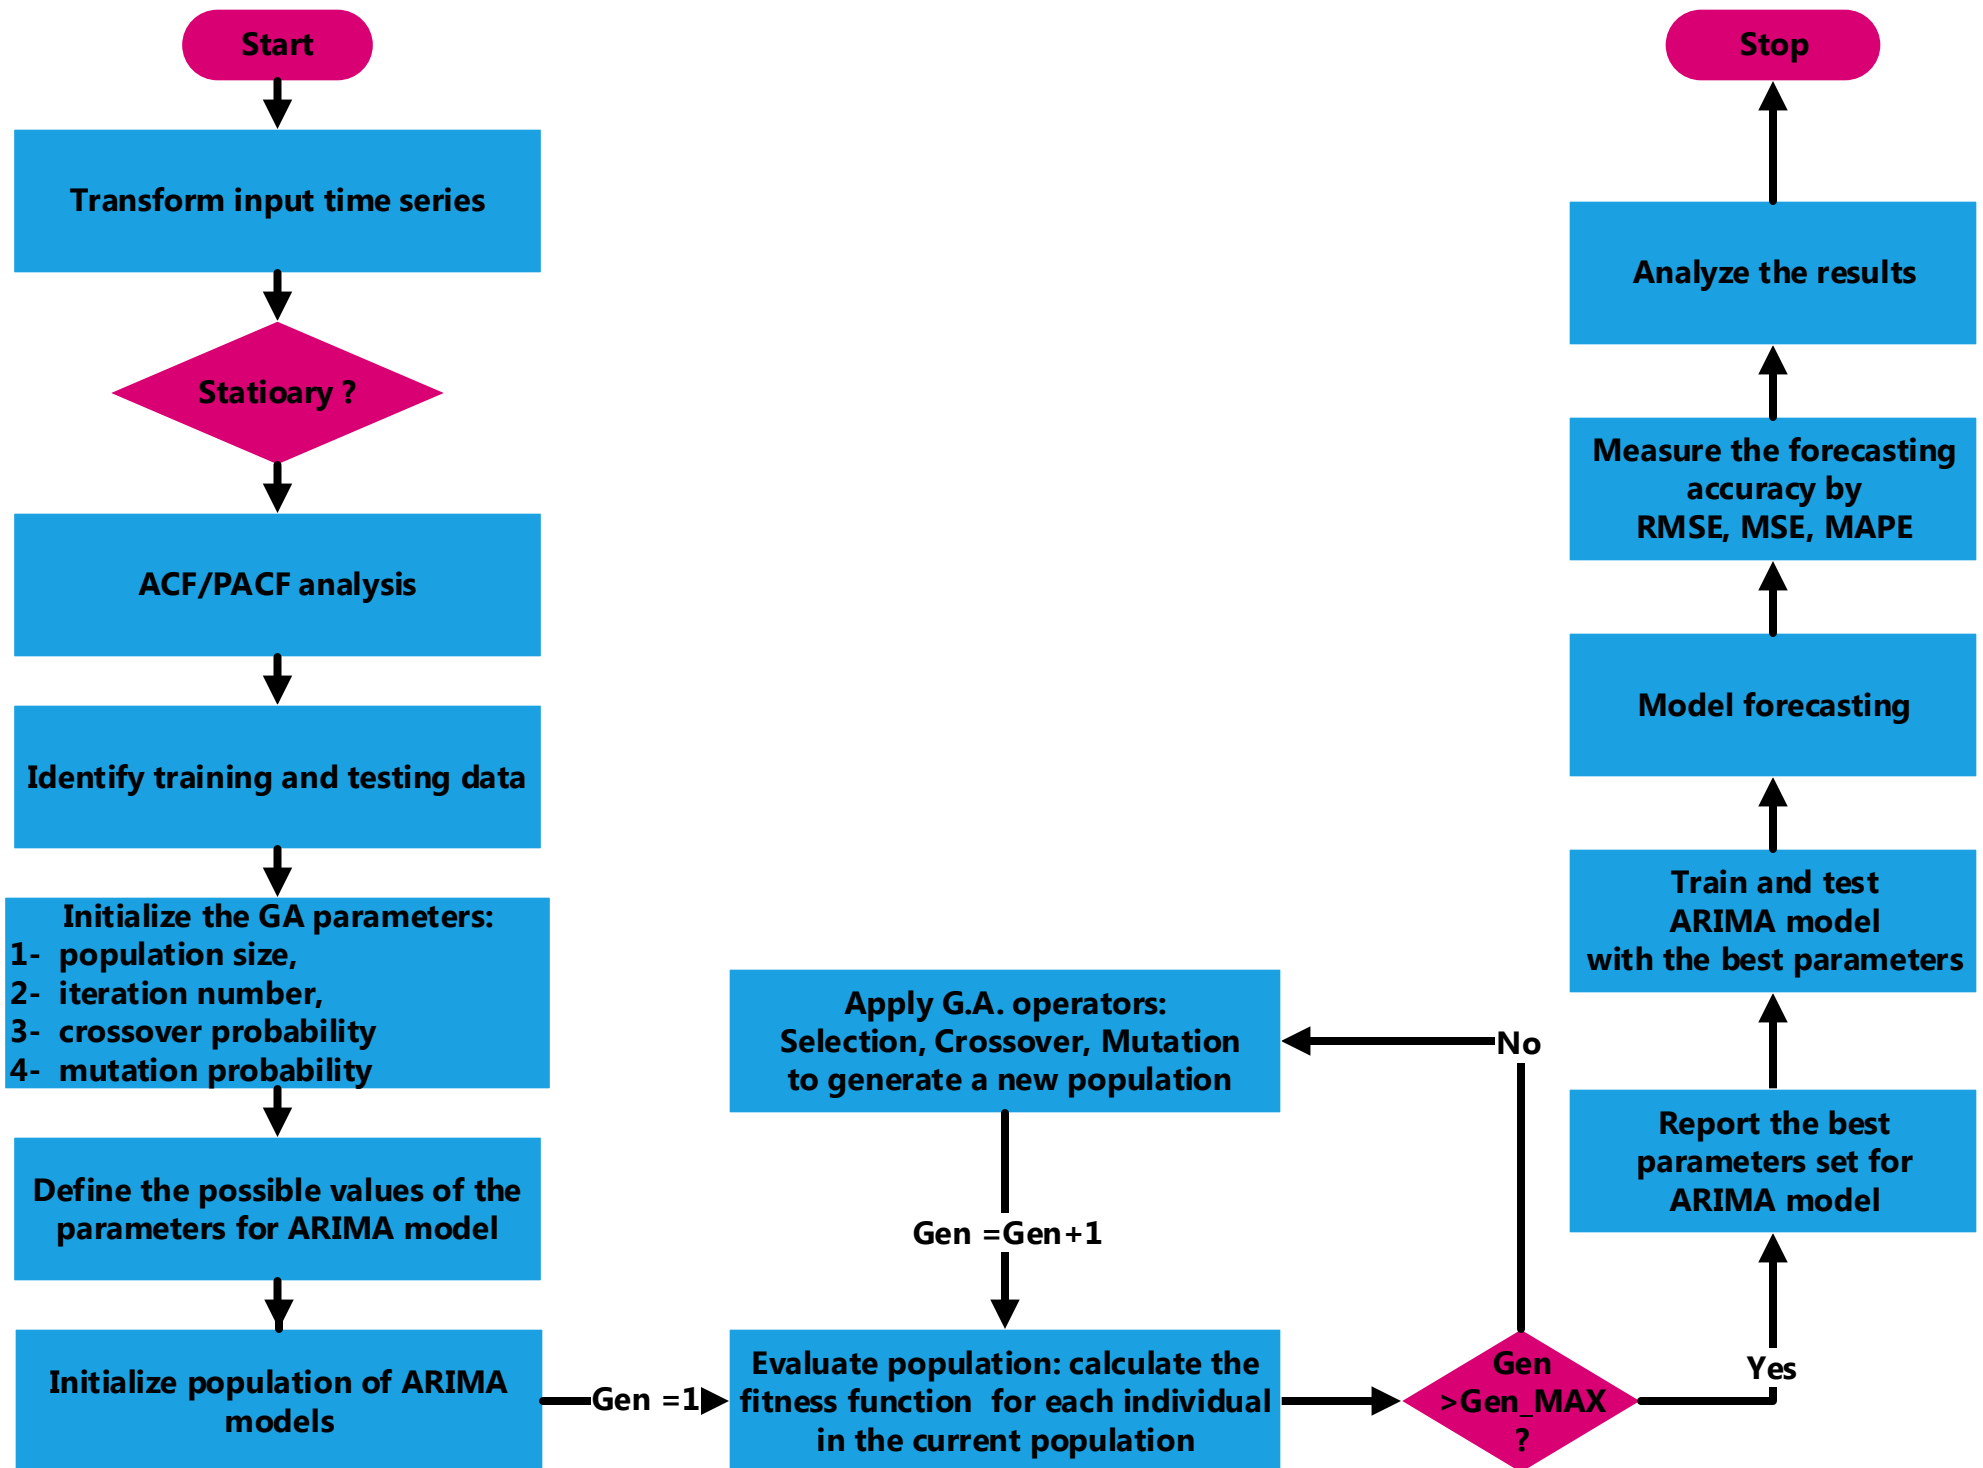 Start
Transform input time series
Statioary ?
ACF/PACF analysis
Identify training and testing data
Initialize the GA parameters:
1- population size,
2- iteration number,
3- crossover probability
4- mutation probability
Define the possible values of the
parameters for ARIMA model
Initialize population of ARIMA
models
Gen =1
Apply G.A. operators:
Selection, Crossover, Mutation
to generate a new population
Gen =Gen+1
Evaluate population: calculate the
fitness function for each individual
in the current population
No
Gen
>Gen_MAX
?
Yes
Stop
Analyze the results
Measure the forecasting
accuracy by
RMSE, MSE, MAPE
Model forecasting
Train and test
ARIMA model
with the best parameters
Report the best
parameters set for
ARIMA model